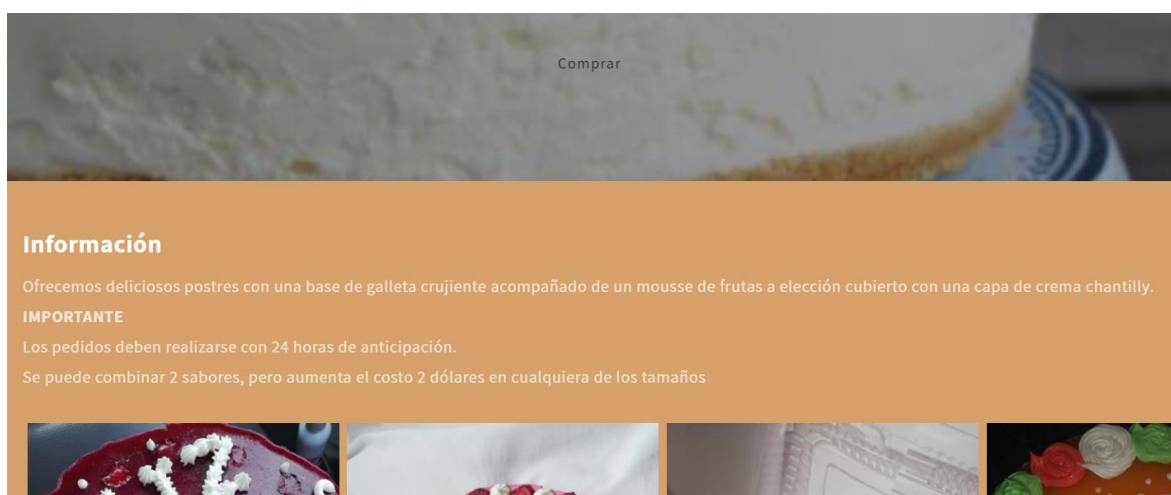 Comprar
Información
Ofrecemos deliciosos postres con una base de galleta crujiente acompañado de un mousse de frutas a elección cubierto con una capa de crema chantilly.
IMPORTANTE
Los pedidos deben realizarse con 24 horas de anticipación.
Se puede combinar 2 sabores, pero aumenta el costo 2 dólares en cualquiera de los tamaños